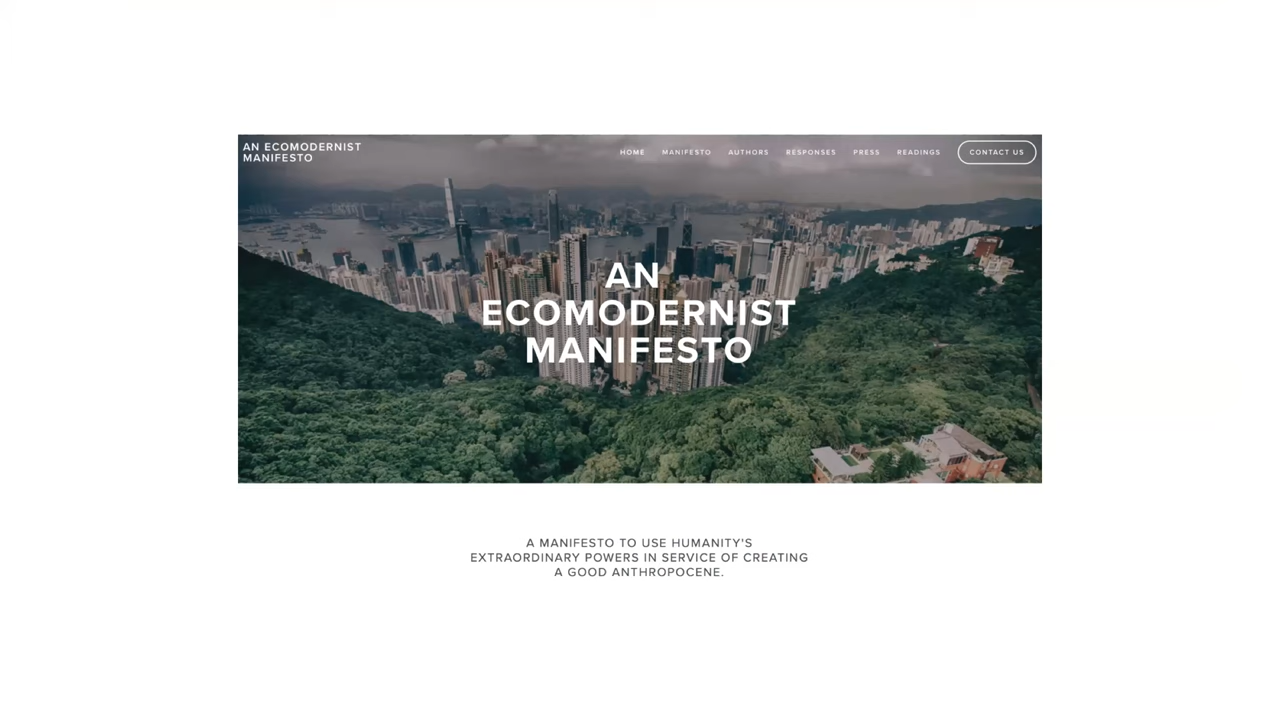 AN ECOMODERNIST
MANIFESTO
HOME MANIFESTO AUTHORS RESPONSES PRESS READINGS CONTACT US
AN
ECOMODERNIST
MANIFESTO
A MANIFESTO TO USE HUMANITY'S
EXTRAORDINARY POWERS IN SERVICE OF CREATING
A GOOD ANTHROPOCENE.